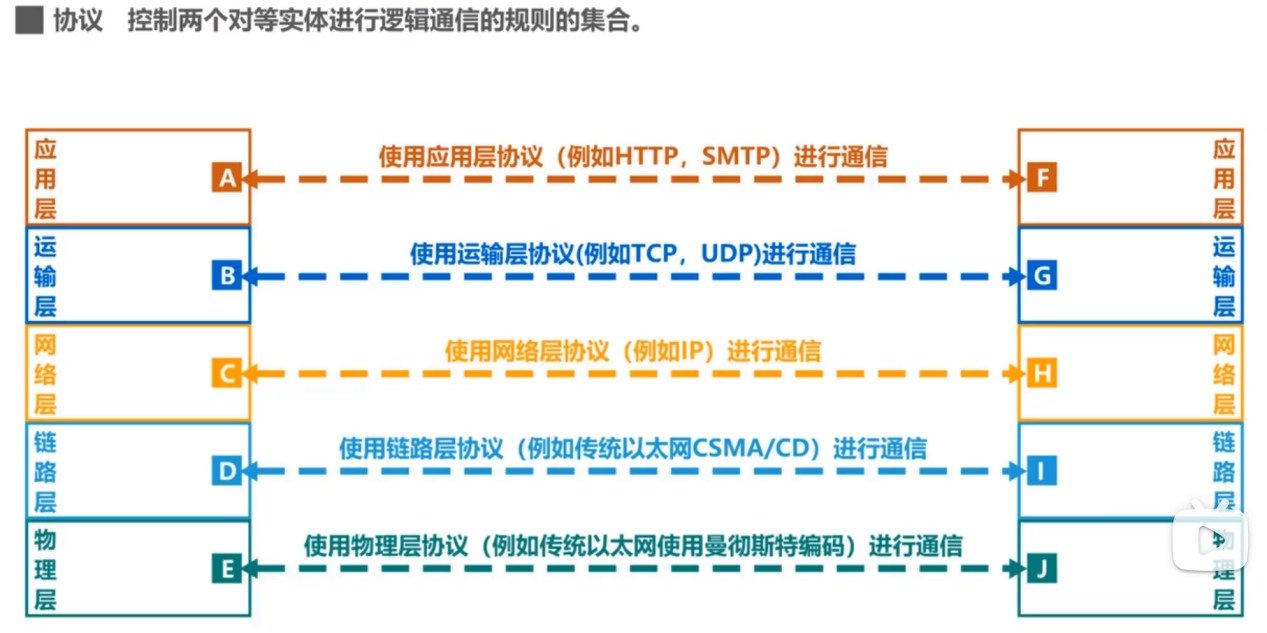 协议 控制两个对等实体进行逻辑通信的规则的集合。
应用层
A
使用应用层协议（例如HTTP，SMTP）进行通信
F
应用层
运输层
B
使用运输层协议(例如TCP，UDP)进行通信
G
运输层
网络层
C
使用网络层协议（例如IP）进行通信
H
网络层
链路层
D
使用链路层协议（例如传统以太网CSMA/CD）进行通信
I
链路层
物理层
E
使用物理层协议（例如传统以太网使用曼彻斯特编码）进行通信
J
物理层